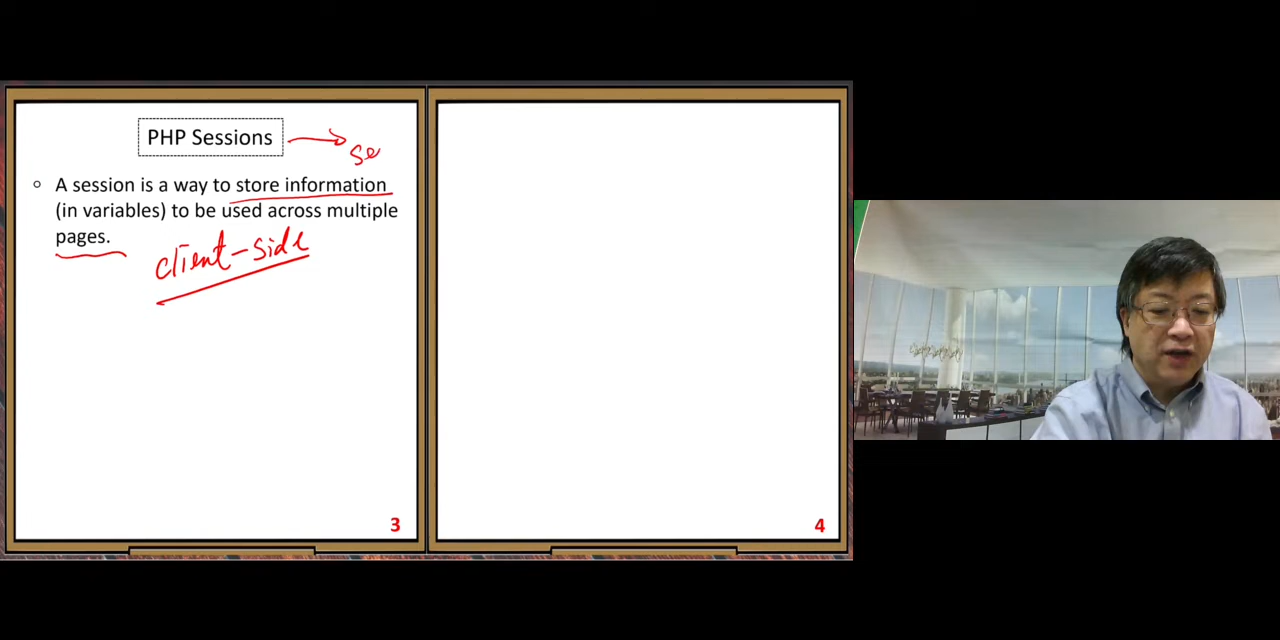 PHP Sessions
se
A session is a way to store information
(in variables) to be used across multiple
pages.
client-side
3
4